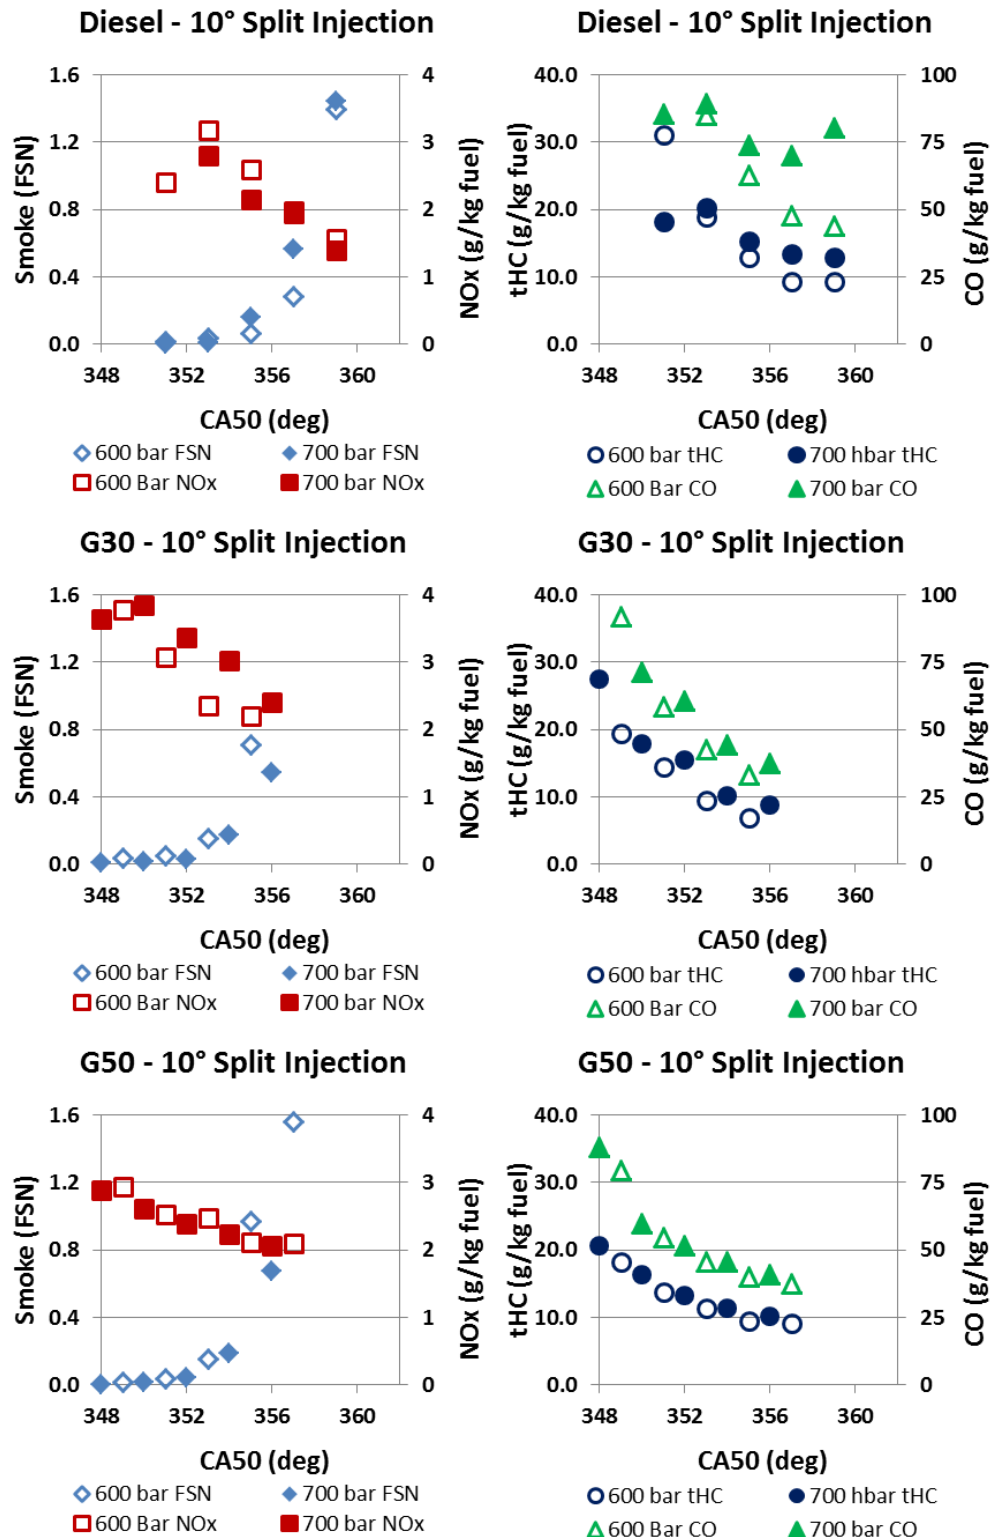 Diesel - 10° Split Injection
1.6
1.2
0.8
0.4
0.0
Smoke (FSN)
4
3
2
1
0
NOx (g/kg fuel)
348 352 356 360
CA50 (deg)
600 bar FSN 700 bar FSN
600 Bar NOx 700 bar NOx
Diesel - 10° Split Injection
40.0
30.0
20.0
10.0
0.0
tHC (g/kg fuel)
100
75
50
25
0
CO (g/kg fuel)
348 352 356 360
CA50 (deg)
600 bar tHC 700 hbar tHC
600 Bar CO 700 bar CO
G30 - 10° Split Injection
1.6
1.2
0.8
0.4
0.0
Smoke (FSN)
4
3
2
1
0
NOx (g/kg fuel)
348 352 356 360
CA50 (deg)
600 bar FSN 700 bar FSN
600 Bar NOx 700 bar NOx
G30 - 10° Split Injection
40.0
30.0
20.0
10.0
0.0
tHC (g/kg fuel)
100
75
50
25
0
CO (g/kg fuel)
348 352 356 360
CA50 (deg)
600 bar tHC 700 hbar tHC
600 Bar CO 700 bar CO
G50 - 10° Split Injection
1.6
1.2
0.8
0.4
0.0
Smoke (FSN)
4
3
2
1
0
NOx (g/kg fuel)
348 352 356 360
CA50 (deg)
600 bar FSN 700 bar FSN
600 Bar NOx 700 bar NOx
G50 - 10° Split Injection
40.0
30.0
20.0
10.0
0.0
tHC (g/kg fuel)
100
75
50
25
0
CO (g/kg fuel)
348 352 356 360
CA50 (deg)
600 bar tHC 700 hbar tHC
600 Bar CO 700 bar CO